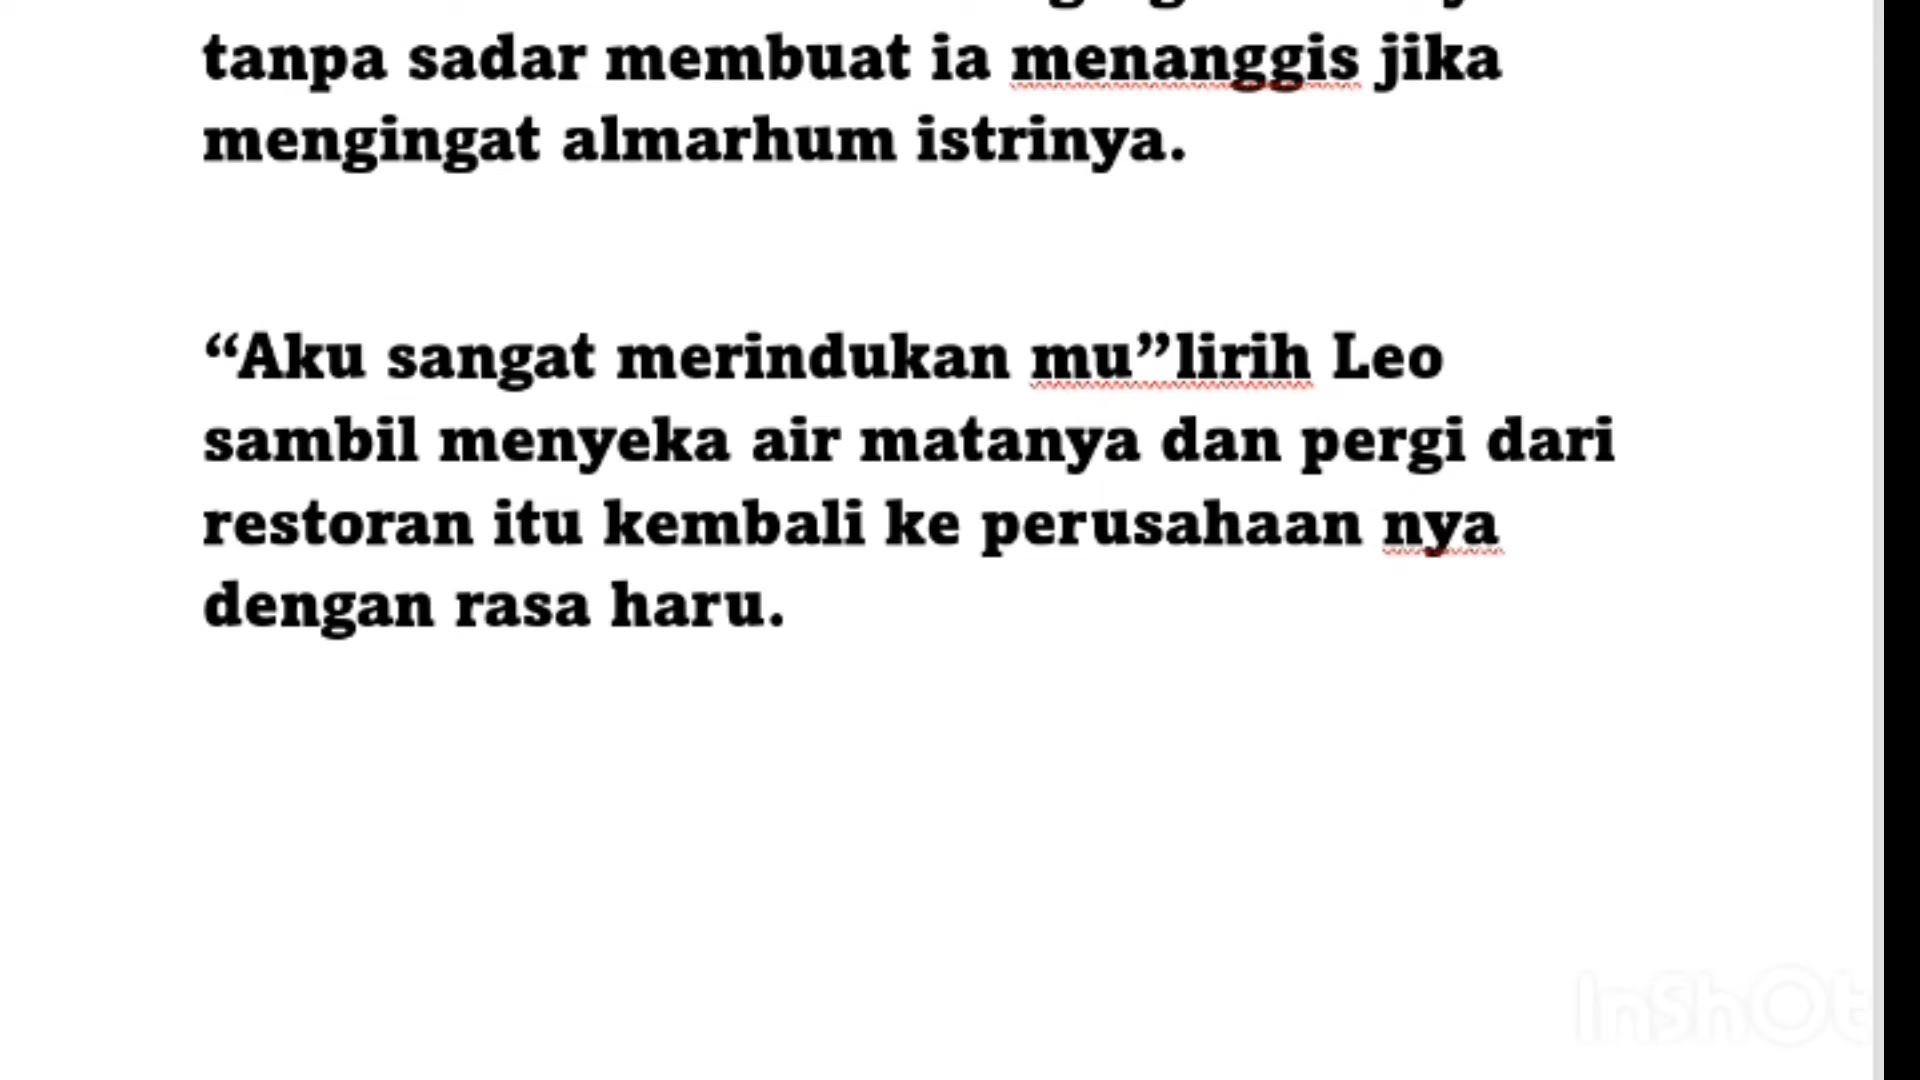 tanpa sadar membuat ia menanggis jika
mengingat almarhum istrinya.
“Aku sangat merindukan mu”lirih Leo
sambil menyeka air matanya dan pergi dari
restoran itu kembali ke perusahaan nya
dengan rasa haru.
InShOt